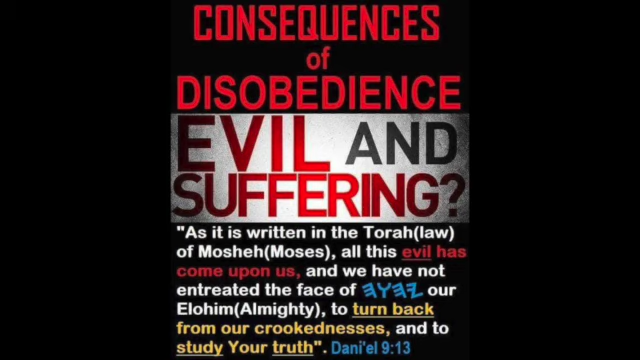 CONSEQUENCES
of
DISOBEDIENCE
EVIL AND
SUFFERING?
"As it is written in the Torah(law)
of Mosheh(Moses), all this evil has
come upon us, and we have not
entreated the face of 𐤉𐤄𐤅𐤄 our
Elohim(Almighty), to turn back
from our crookednesses, and to
study Your truth". Dani'el 9:13